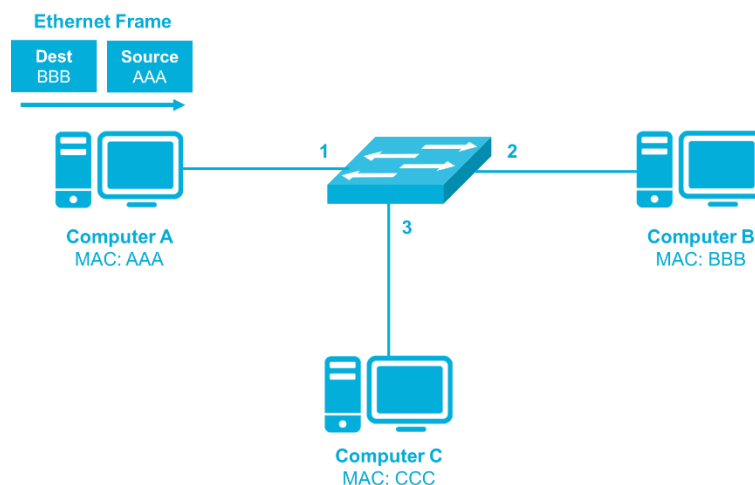 Ethernet Frame
Dest
BBB
Source
AAA
1
2
3
Computer A
MAC: AAA
Computer B
MAC: BBB
Computer C
MAC: CCC